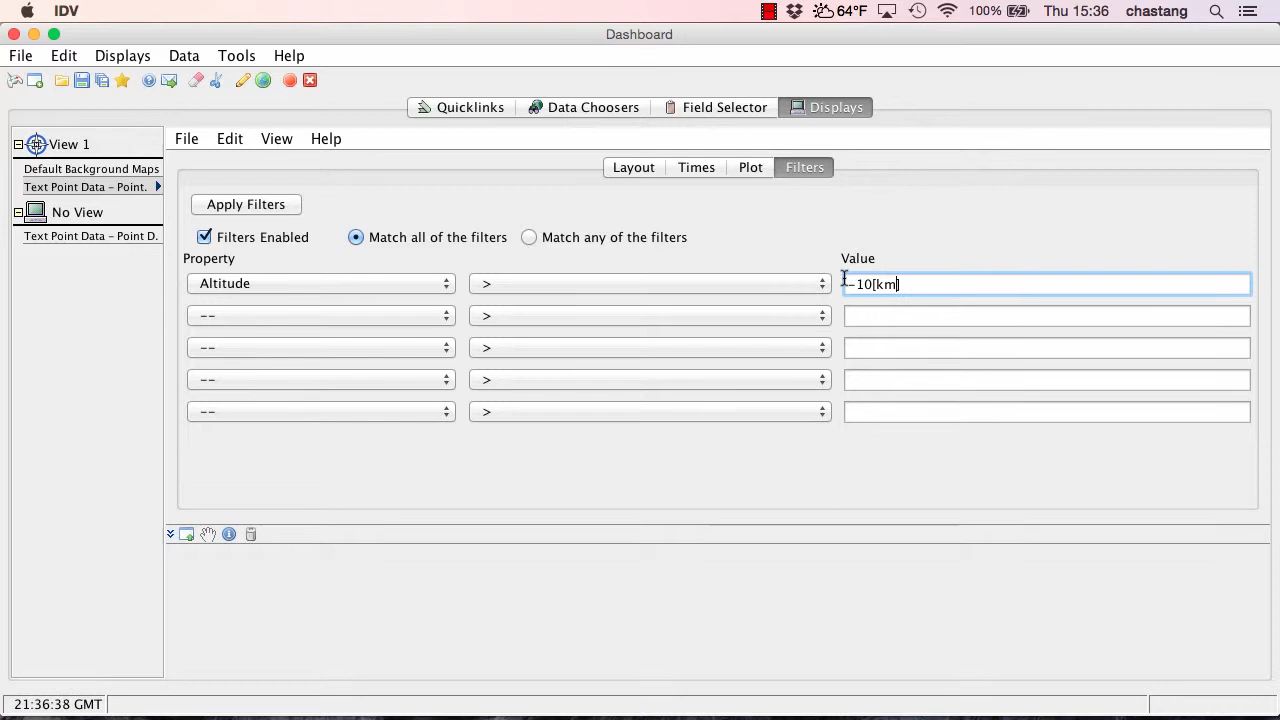 IDV 64°F 100% Thu 15:36 chastang
Dashboard
File Edit Displays Data Tools Help
Quicklinks Data Choosers Field Selector Displays
View 1
Default Background Maps
Text Point Data – Point.
No View
Text Point Data – Point D.
File Edit View Help
Layout Times Plot Filters
Apply Filters
Filters Enabled Match all of the filters Match any of the filters
Property Value
Altitude > -10[km]
-- >
-- >
-- >
-- >
21:36:38 GMT